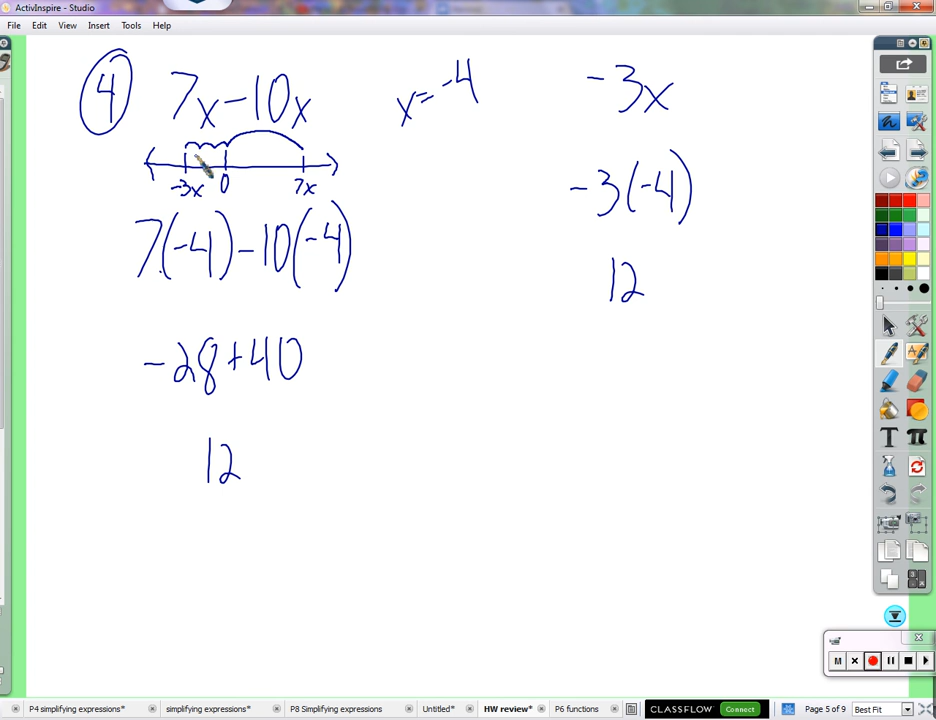 ActivInspire - Studio
File Edit View Insert Tools Help
4 7x-10x x=-4 -3x
-3x 0 7x
-3(-4)
7(-4)-10(-4)
12
-28+40
12
M
P4 simplifying expressions* simplifying expressions* P8 Simplifying expressions Untitled* HW review* P6 functions CLASSFLOW Connect Page 5 of 9 Best Fit